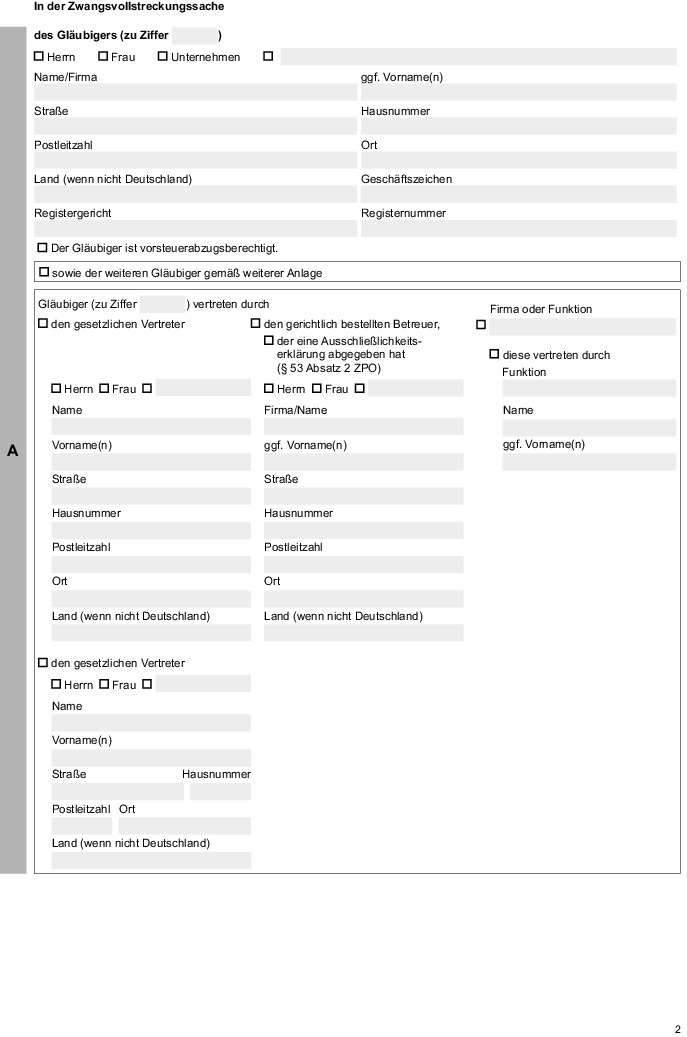 In der Zwangsvollstreckungssache
des Gläubigers (zu Ziffer )
Herrn Frau Unternehmen
Name/Firma ggf. Vorname(n)
Straße Hausnummer
Postleitzahl Ort
Land (wenn nicht Deutschland) Geschäftszeichen
Registergericht Registernummer
Der Gläubiger ist vorsteuerabzugsberechtigt.
sowie der weiteren Gläubiger gemäß weiterer Anlage
A
Gläubiger (zu Ziffer ) vertreten durch
den gesetzlichen Vertreter
Herrn Frau
Name
Vorname(n)
Straße
Hausnummer
Postleitzahl
Ort
Land (wenn nicht Deutschland)
den gerichtlich bestellten Betreuer,
der eine Ausschließlichkeits-
erklärung abgegeben hat
(§ 53 Absatz 2 ZPO)
Herrn Frau
Firma/Name
ggf. Vorname(n)
Straße
Hausnummer
Postleitzahl
Ort
Land (wenn nicht Deutschland)
Firma oder Funktion
diese vertreten durch
Funktion
Name
ggf. Vorname(n)
den gesetzlichen Vertreter
Herrn Frau
Name
Vorname(n)
Straße Hausnummer
Postleitzahl Ort
Land (wenn nicht Deutschland)
2